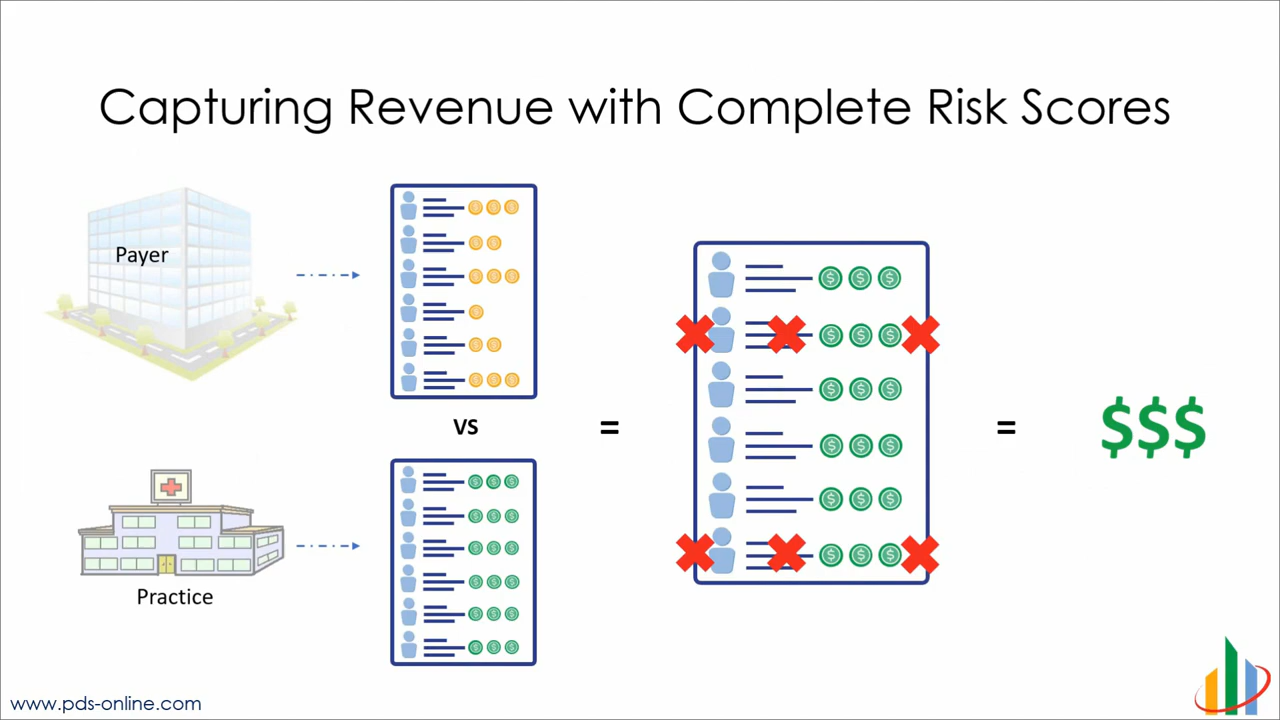 Capturing Revenue with Complete Risk Scores
Payer
VS
=
=
$$$
Practice
www.pds-online.com